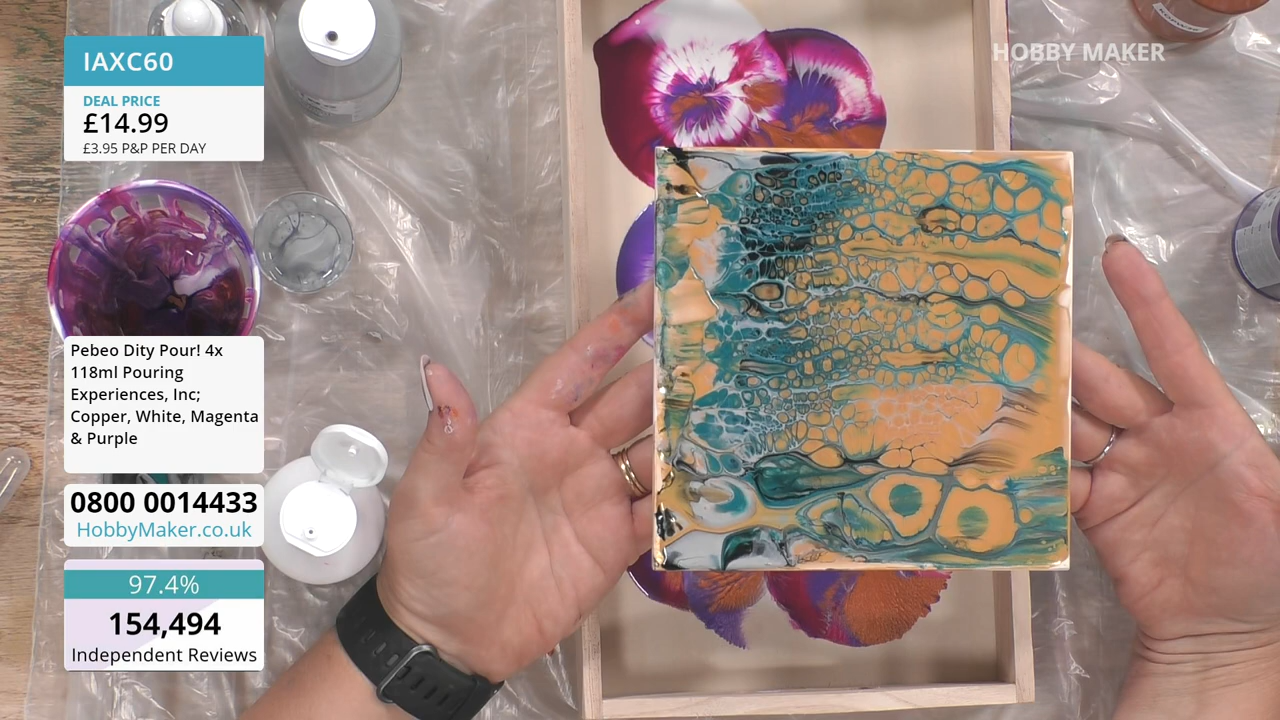 IAXC60
DEAL PRICE
£14.99
£3.95 P&P PER DAY
HOBBY MAKER
Pebeo Dity Pour! 4x
118ml Pouring
Experiences, Inc;
Copper, White, Magenta
& Purple
0800 0014433
HobbyMaker.co.uk
97.4%
154,494
Independent Reviews